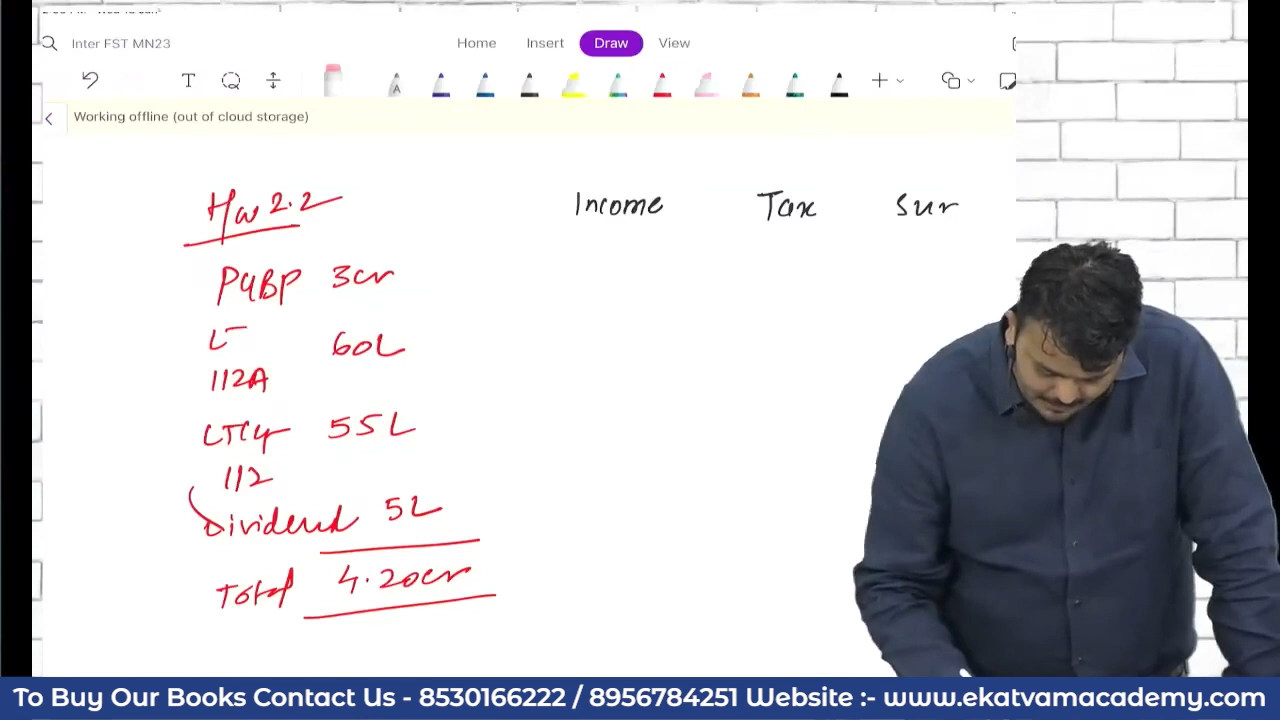 Inter FST MN23
Home Insert Draw View
T
A
Working offline (out of cloud storage)
H/w 2.2
Income Tax Sur
PGBP 3cr
LT 60L
112A
LTCG 55L
112
Dividend 5L
Total 4.20cr
To Buy Our Books Contact Us - 8530166222 / 8956784251 Website :- www.ekatvamacademy.com